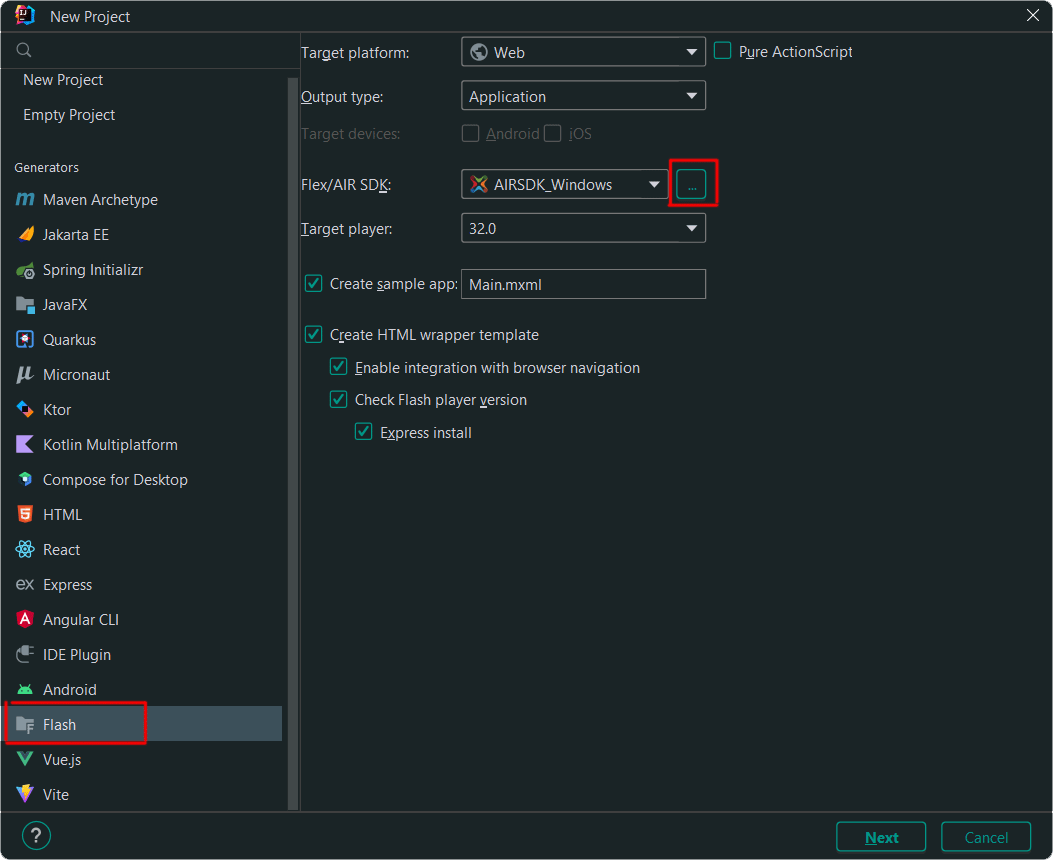 New Project
New Project
Empty Project
Generators
Maven Archetype
Jakarta EE
Spring Initializr
JavaFX
Quarkus
Micronaut
Ktor
Kotlin Multiplatform
Compose for Desktop
HTML
React
Express
Angular CLI
IDE Plugin
Android
Flash
Vue.js
Vite
Target platform: Web Pure ActionScript
Output type: Application
Target devices: Android iOS
Flex/AIR SDK: AIRSDK_Windows ...
Target player: 32.0
Create sample app: Main.mxml
Create HTML wrapper template
Enable integration with browser navigation
Check Flash player version
Express install
? Next Cancel